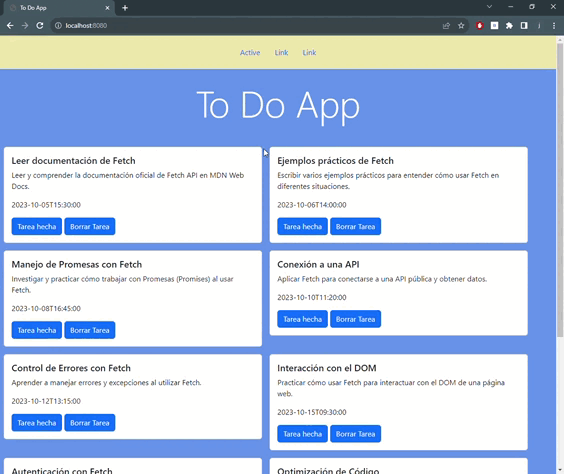 To Do App
localhost:8080
Active Link Link
To Do App
Leer documentación de Fetch
Leer y comprender la documentación oficial de Fetch API en MDN Web
Docs.
2023-10-05T15:30:00
Tarea hecha Borrar Tarea
Ejemplos prácticos de Fetch
Escribir varios ejemplos prácticos para entender cómo usar Fetch en
diferentes situaciones.
2023-10-06T14:00:00
Tarea hecha Borrar Tarea
Manejo de Promesas con Fetch
Investigar y practicar cómo trabajar con Promesas (Promises) al usar
Fetch.
2023-10-08T16:45:00
Tarea hecha Borrar Tarea
Conexión a una API
Aplicar Fetch para conectarse a una API pública y obtener datos.
2023-10-10T11:20:00
Tarea hecha Borrar Tarea
Control de Errores con Fetch
Aprender a manejar errores y excepciones al utilizar Fetch.
2023-10-12T13:15:00
Tarea hecha Borrar Tarea
Interacción con el DOM
Practicar cómo usar Fetch para interactuar con el DOM de una página
web.
2023-10-15T09:30:00
Tarea hecha Borrar Tarea
Autenticación con Fetch
Optimización de Código